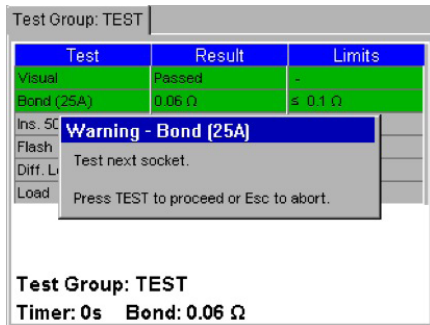 Test Group: TEST
Test Result Limits
Visual Passed -
Bond (25A) 0.06 Ω ≤ 0.1 Ω
Ins. 50
Warning - Bond (25A)
Flash
Test next socket.
Diff. L
Load
Press TEST to proceed or Esc to abort.
Test Group: TEST
Timer: 0s Bond: 0.06 Ω